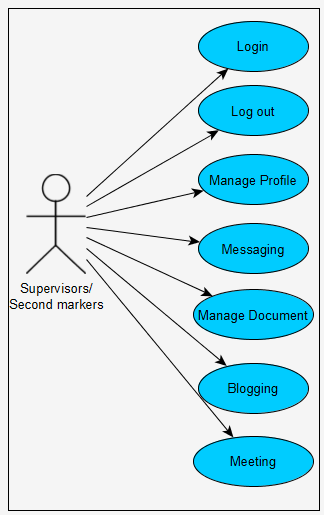 Login
Log out
Manage Profile
Messaging
Supervisors/
Second markers
Manage Document
Blogging
Meeting